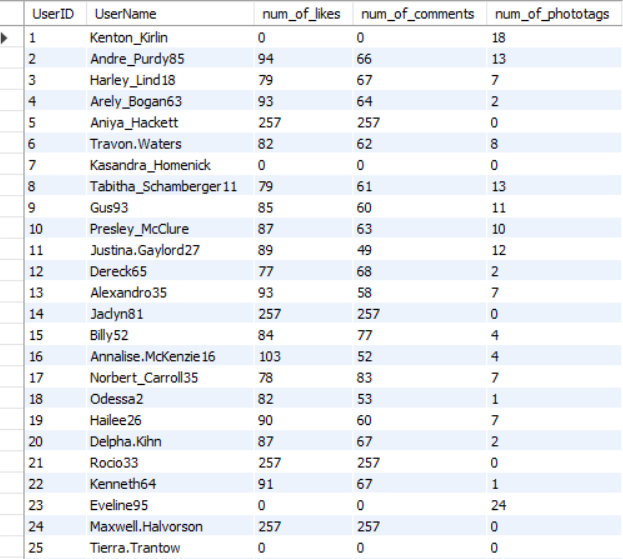 UserID UserName num_of_likes num_of_comments num_of_phototags
1 Kenton_Kirlin 0 0 18
2 Andre_Purdy85 94 66 13
3 Harley_Lind18 79 67 7
4 Arely_Bogan63 93 64 2
5 Aniya_Hackett 257 257 0
6 Travon.Waters 82 62 8
7 Kasandra_Homenick 0 0 0
8 Tabitha_Schamberger11 79 61 13
9 Gus93 85 60 11
10 Presley_McClure 87 63 10
11 Justina.Gaylord27 89 49 12
12 Dereck65 77 68 2
13 Alexandro35 93 58 7
14 Jaclyn81 257 257 0
15 Billy52 84 77 4
16 Annalise.McKenzie16 103 52 4
17 Norbert_Carroll35 78 83 7
18 Odessa2 82 53 1
19 Hailee26 90 60 7
20 Delpha.Kihn 87 67 2
21 Rocio33 257 257 0
22 Kenneth64 91 67 1
23 Eveline95 0 0 24
24 Maxwell.Halvorson 257 257 0
25 Tierra.Trantow 0 0 0